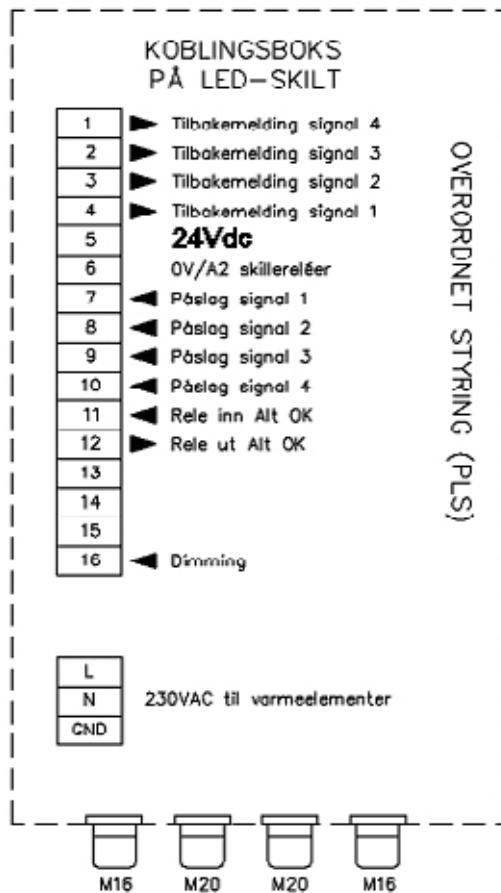 KOBLINGSBOKS
PÅ LED-SKILT
1 Tilbakemelding signal 4
2 Tilbakemelding signal 3
3 Tilbakemelding signal 2
4 Tilbakemelding signal 1
5 24Vdc
6 0V/A2 skillereléer
7 Påslag signal 1
8 Påslag signal 2
9 Påslag signal 3
10 Påslag signal 4
11 Rele inn Alt OK
12 Rele ut Alt OK
13
14
15
16 Dimming
OVERORDNET STYRING (PLS)
L
N 230VAC til varmeelementer
GND
M16 M20 M20 M16